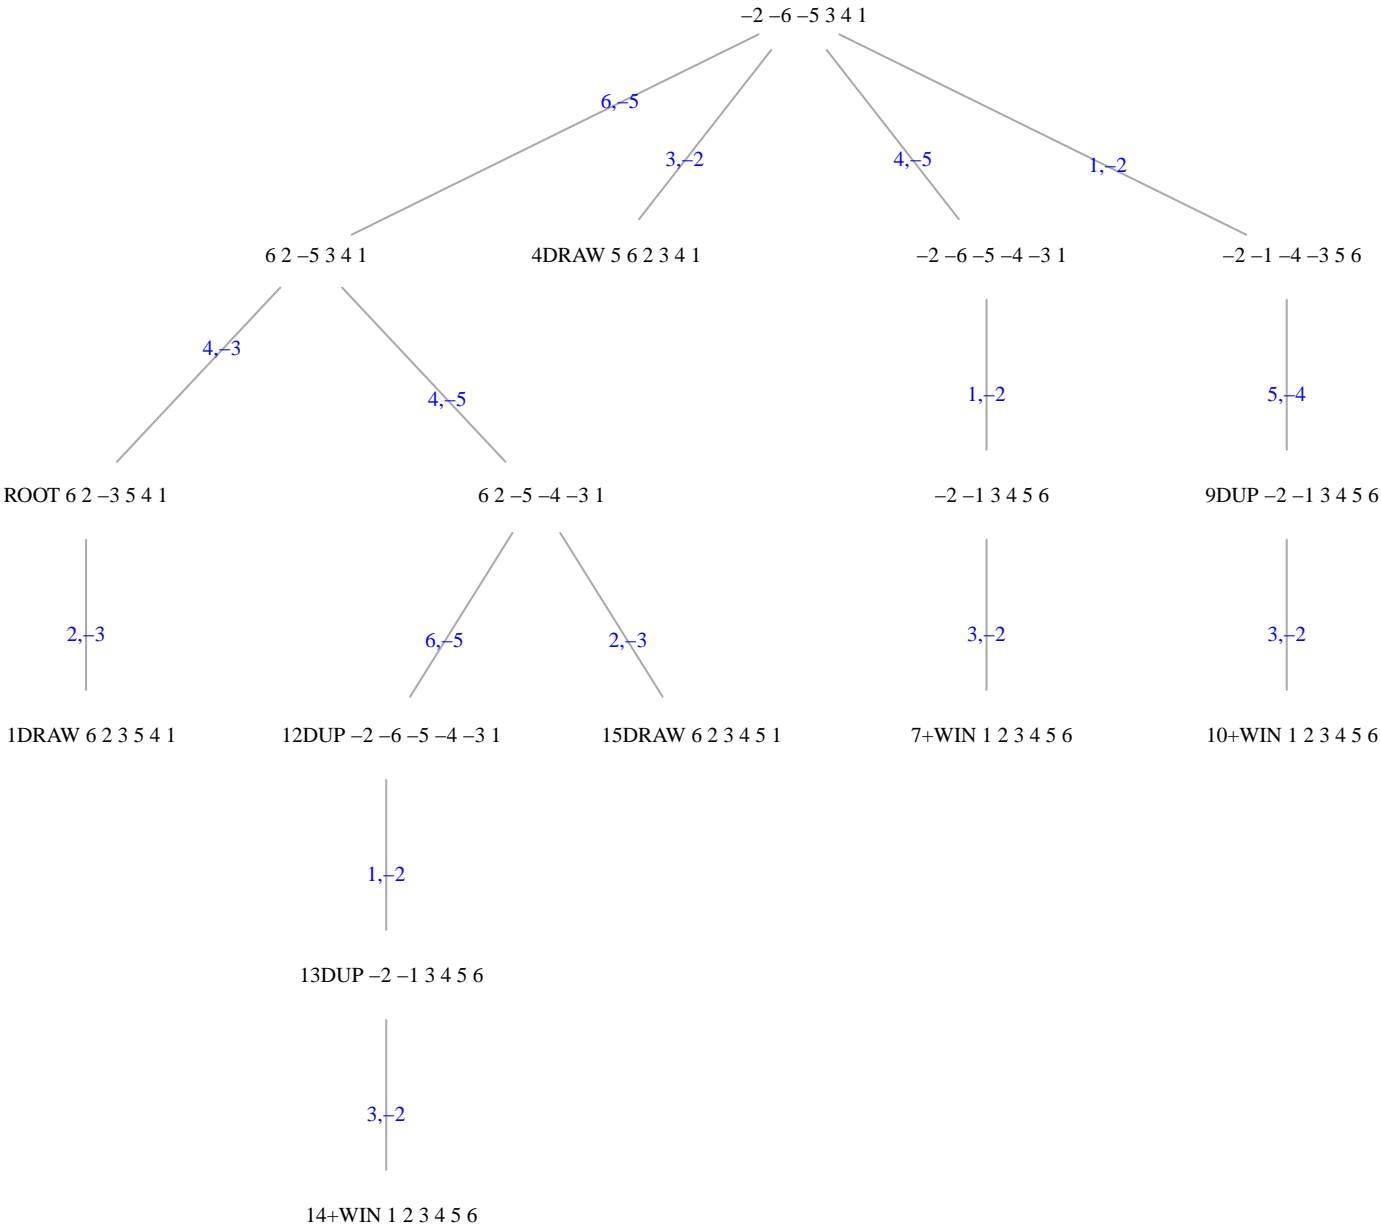 –2 –6 –5 3 4 1
6,–5
3,–2
4,–5
1,–2
6 2 –5 3 4 1
4DRAW 5 6 2 3 4 1
–2 –6 –5 –4 –3 1
–2 –1 –4 –3 5 6
4,–3
4,–5
1,–2
5,–4
ROOT 6 2 –3 5 4 1
6 2 –5 –4 –3 1
–2 –1 3 4 5 6
9DUP –2 –1 3 4 5 6
2,–3
6,–5
2,–3
3,–2
3,–2
1DRAW 6 2 3 5 4 1
12DUP –2 –6 –5 –4 –3 1
15DRAW 6 2 3 4 5 1
7+WIN 1 2 3 4 5 6
10+WIN 1 2 3 4 5 6
1,–2
13DUP –2 –1 3 4 5 6
3,–2
14+WIN 1 2 3 4 5 6